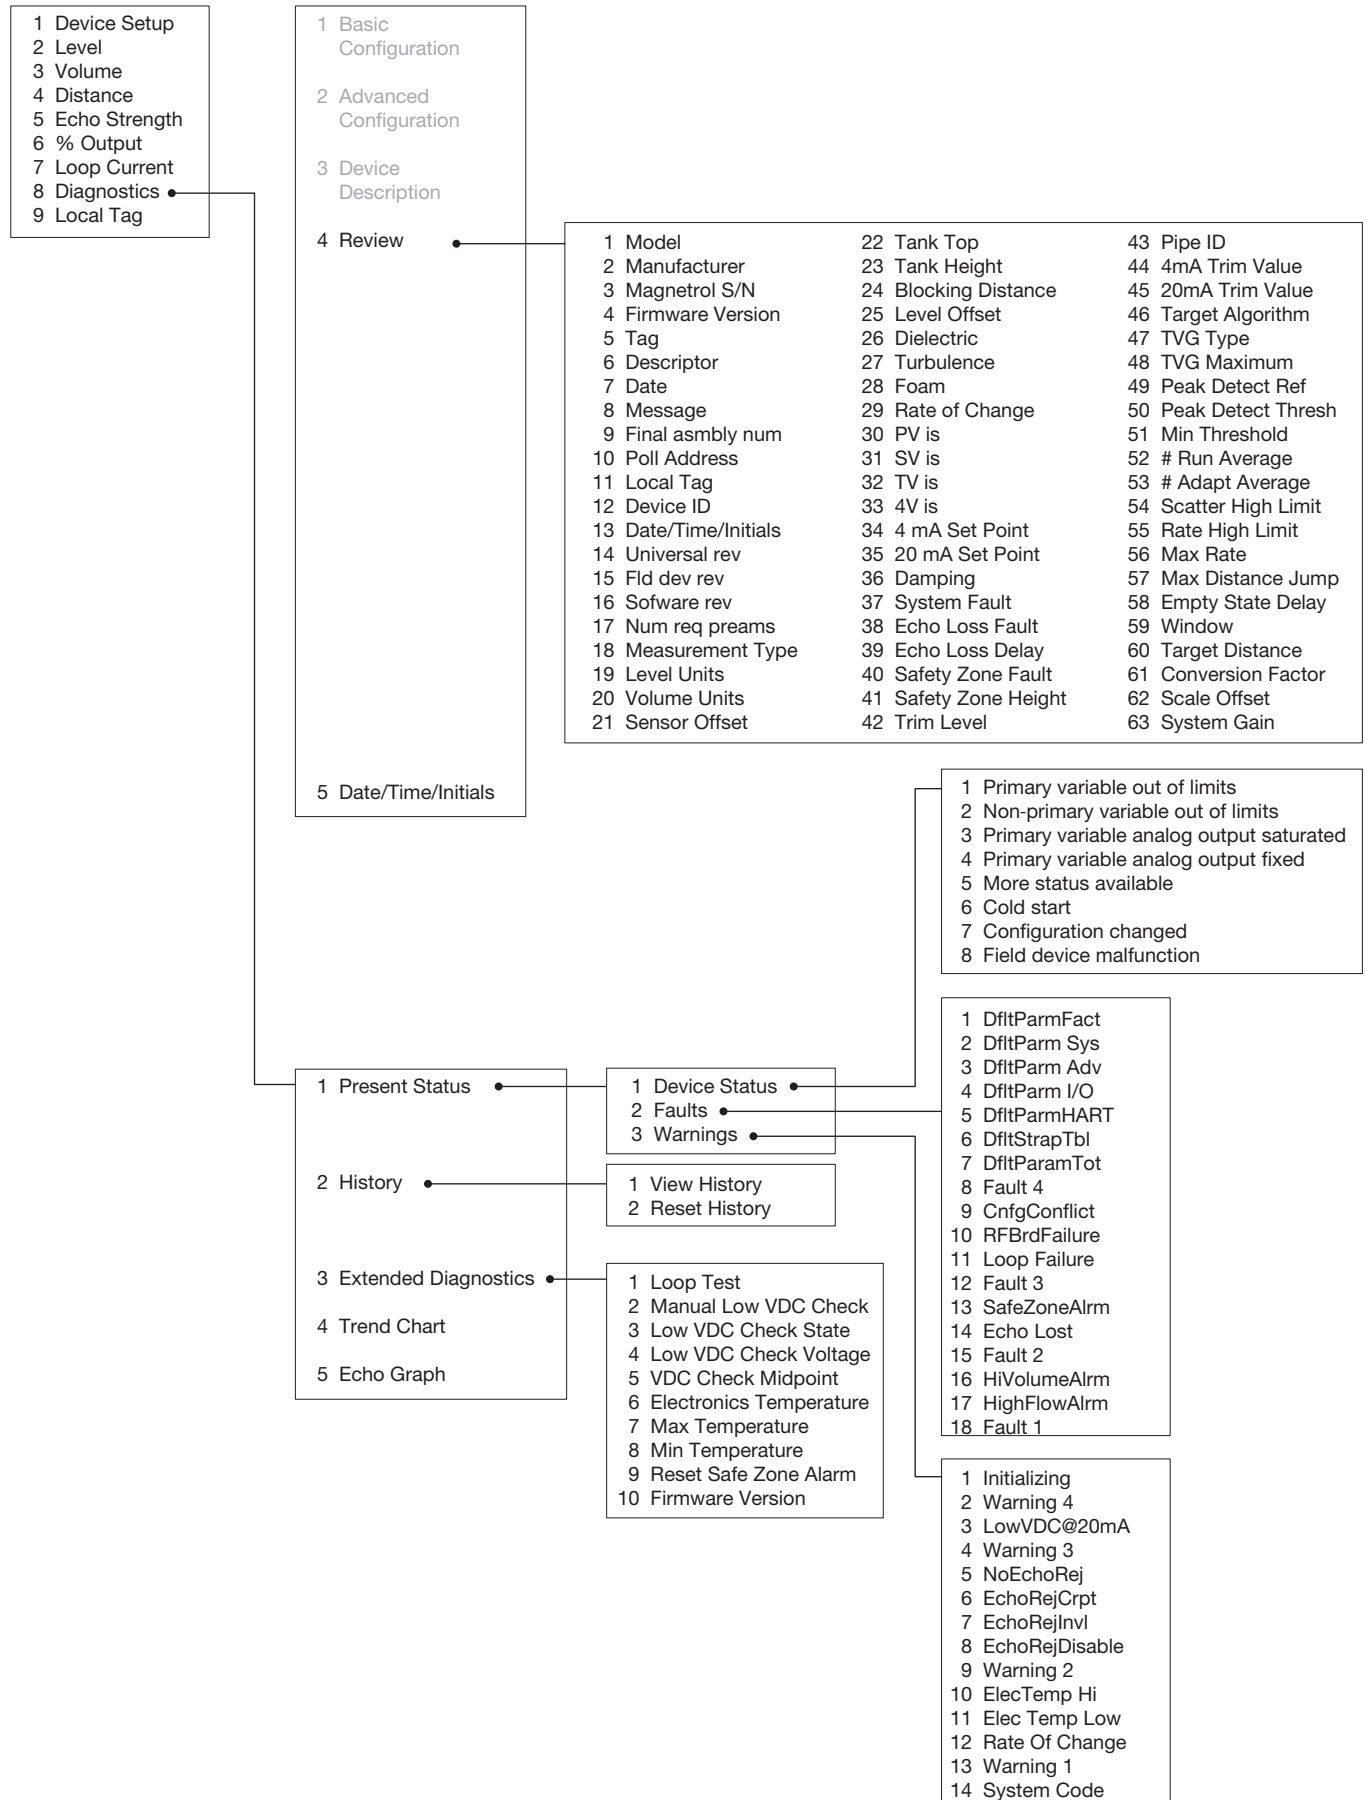 1 Device Setup
2 Level
3 Volume
4 Distance
5 Echo Strength
6 % Output
7 Loop Current
8 Diagnostics
9 Local Tag
1 Basic
Configuration
2 Advanced
Configuration
3 Device
Description
4 Review
5 Date/Time/Initials
1 Model
2 Manufacturer
3 Magnetrol S/N
4 Firmware Version
5 Tag
6 Descriptor
7 Date
8 Message
9 Final asmbly num
10 Poll Address
11 Local Tag
12 Device ID
13 Date/Time/Initials
14 Universal rev
15 Fld dev rev
16 Sofware rev
17 Num req preams
18 Measurement Type
19 Level Units
20 Volume Units
21 Sensor Offset
22 Tank Top
23 Tank Height
24 Blocking Distance
25 Level Offset
26 Dielectric
27 Turbulence
28 Foam
29 Rate of Change
30 PV is
31 SV is
32 TV is
33 4V is
34 4 mA Set Point
35 20 mA Set Point
36 Damping
37 System Fault
38 Echo Loss Fault
39 Echo Loss Delay
40 Safety Zone Fault
41 Safety Zone Height
42 Trim Level
43 Pipe ID
44 4mA Trim Value
45 20mA Trim Value
46 Target Algorithm
47 TVG Type
48 TVG Maximum
49 Peak Detect Ref
50 Peak Detect Thresh
51 Min Threshold
52 # Run Average
53 # Adapt Average
54 Scatter High Limit
55 Rate High Limit
56 Max Rate
57 Max Distance Jump
58 Empty State Delay
59 Window
60 Target Distance
61 Conversion Factor
62 Scale Offset
63 System Gain
1 Present Status
2 History
3 Extended Diagnostics
4 Trend Chart
5 Echo Graph
1 Device Status
2 Faults
3 Warnings
1 View History
2 Reset History
1 Loop Test
2 Manual Low VDC Check
3 Low VDC Check State
4 Low VDC Check Voltage
5 VDC Check Midpoint
6 Electronics Temperature
7 Max Temperature
8 Min Temperature
9 Reset Safe Zone Alarm
10 Firmware Version
1 Primary variable out of limits
2 Non-primary variable out of limits
3 Primary variable analog output saturated
4 Primary variable analog output fixed
5 More status available
6 Cold start
7 Configuration changed
8 Field device malfunction
1 DfltParmFact
2 DfltParm Sys
3 DfltParm Adv
4 DfltParm I/O
5 DfltParmHART
6 DfltStrapTbl
7 DfltParamTot
8 Fault 4
9 CnfgConflict
10 RFBrdFailure
11 Loop Failure
12 Fault 3
13 SafeZoneAlrm
14 Echo Lost
15 Fault 2
16 HiVolumeAlrm
17 HighFlowAlrm
18 Fault 1
1 Initializing
2 Warning 4
3 LowVDC@20mA
4 Warning 3
5 NoEchoRej
6 EchoRejCrpt
7 EchoRejInvl
8 EchoRejDisable
9 Warning 2
10 ElecTemp Hi
11 Elec Temp Low
12 Rate Of Change
13 Warning 1
14 System Code